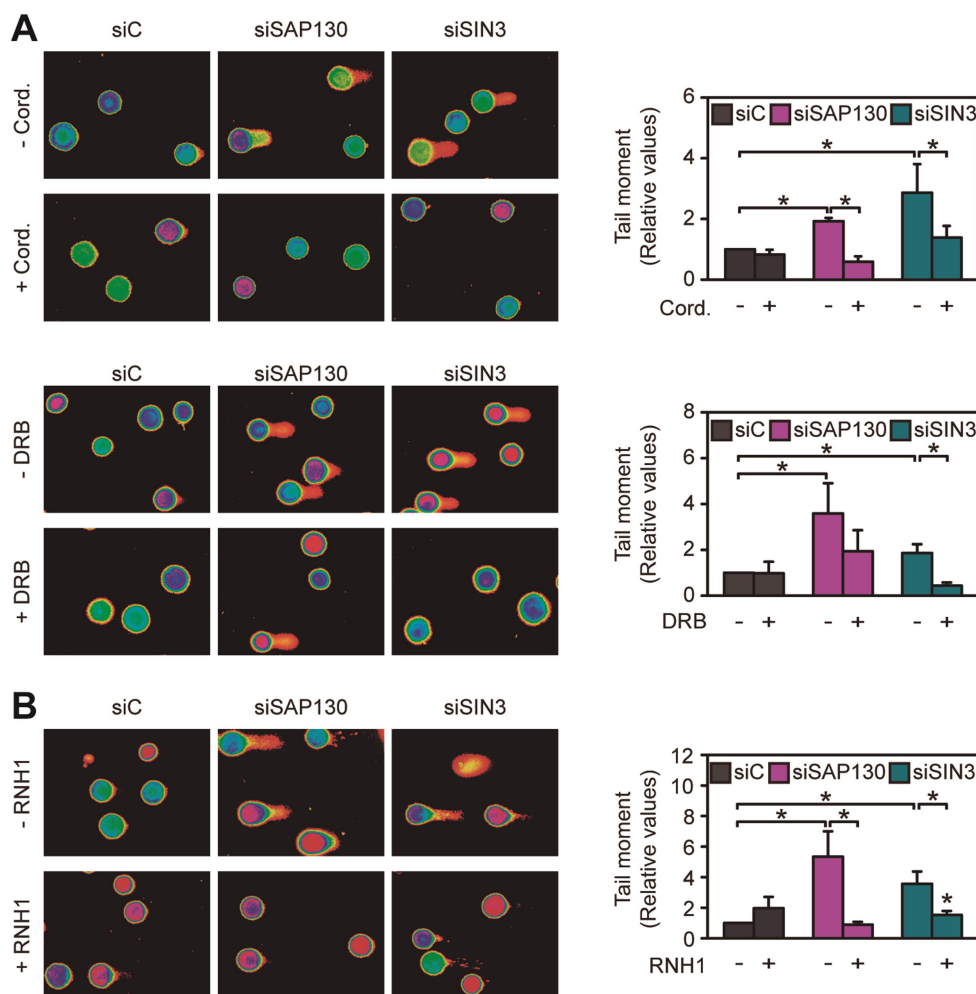 A
siC siSAP130 siSIN3
- Cord.
+ Cord.
6
4
2
0
Tail moment
(Relative values)
siC siSAP130 siSIN3
* * * *
Cord. - + - + - +
siC siSAP130 siSIN3
- DRB
+ DRB
8
6
4
2
0
Tail moment
(Relative values)
siC siSAP130 siSIN3
* * *
DRB - + - + - +
B
siC siSAP130 siSIN3
- RNH1
+ RNH1
12
10
8
6
4
2
0
Tail moment
(Relative values)
siC siSAP130 siSIN3
* * * * *
RNH1 - + - + - +